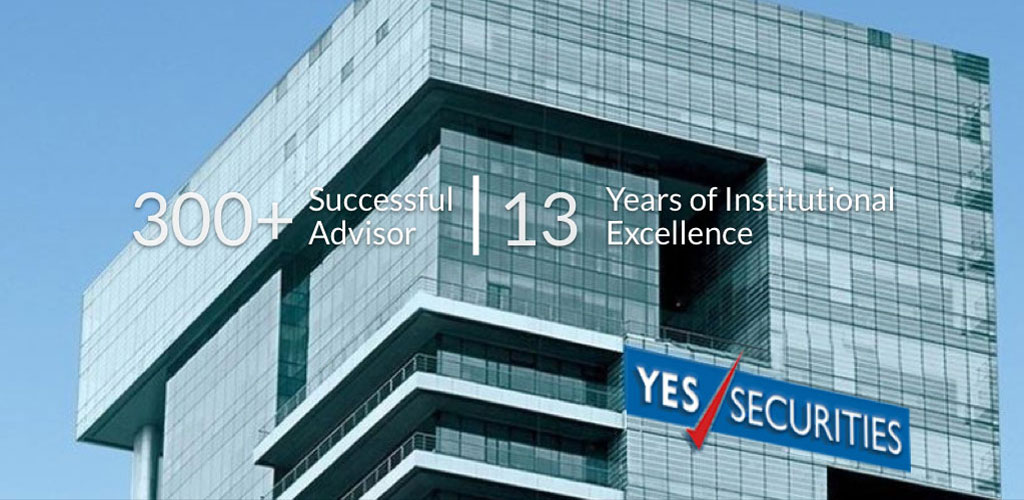 300+ Successful
Advisor
13 Years of Institutional
Excellence
YES SECURITIES